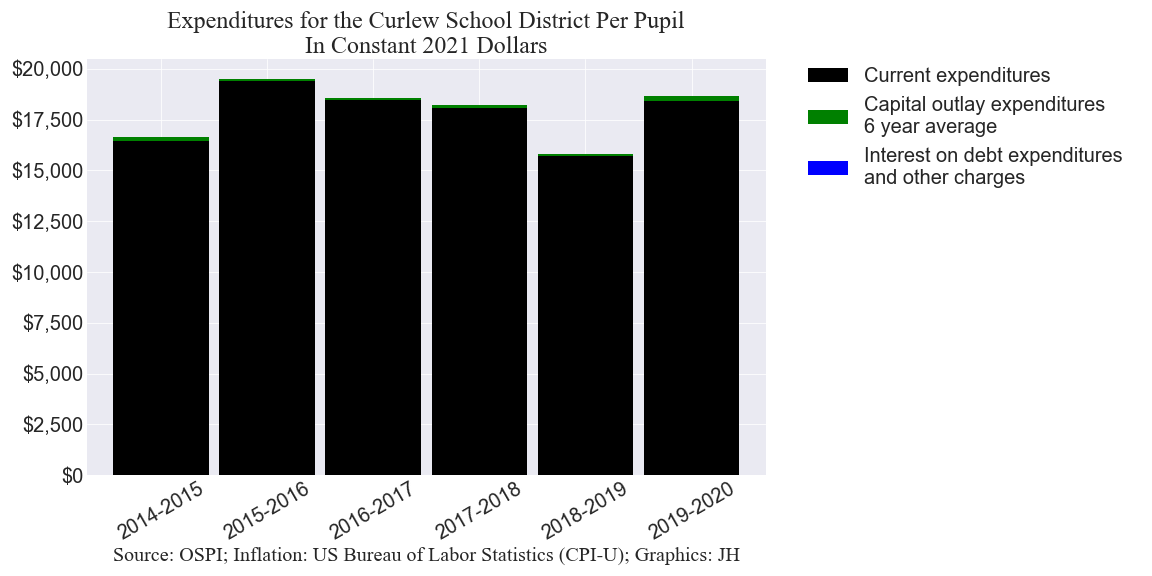 Expenditures for the Curlew School District Per Pupil
In Constant 2021 Dollars
$20,000
$17,500
$15,000
$12,500
$10,000
$7,500
$5,000
$2,500
$0
2014-2015
2015-2016
2016-2017
2017-2018
2018-2019
2019-2020
Current expenditures
Capital outlay expenditures
6 year average
Interest on debt expenditures
and other charges
Source: OSPI; Inflation: US Bureau of Labor Statistics (CPI-U); Graphics: JH